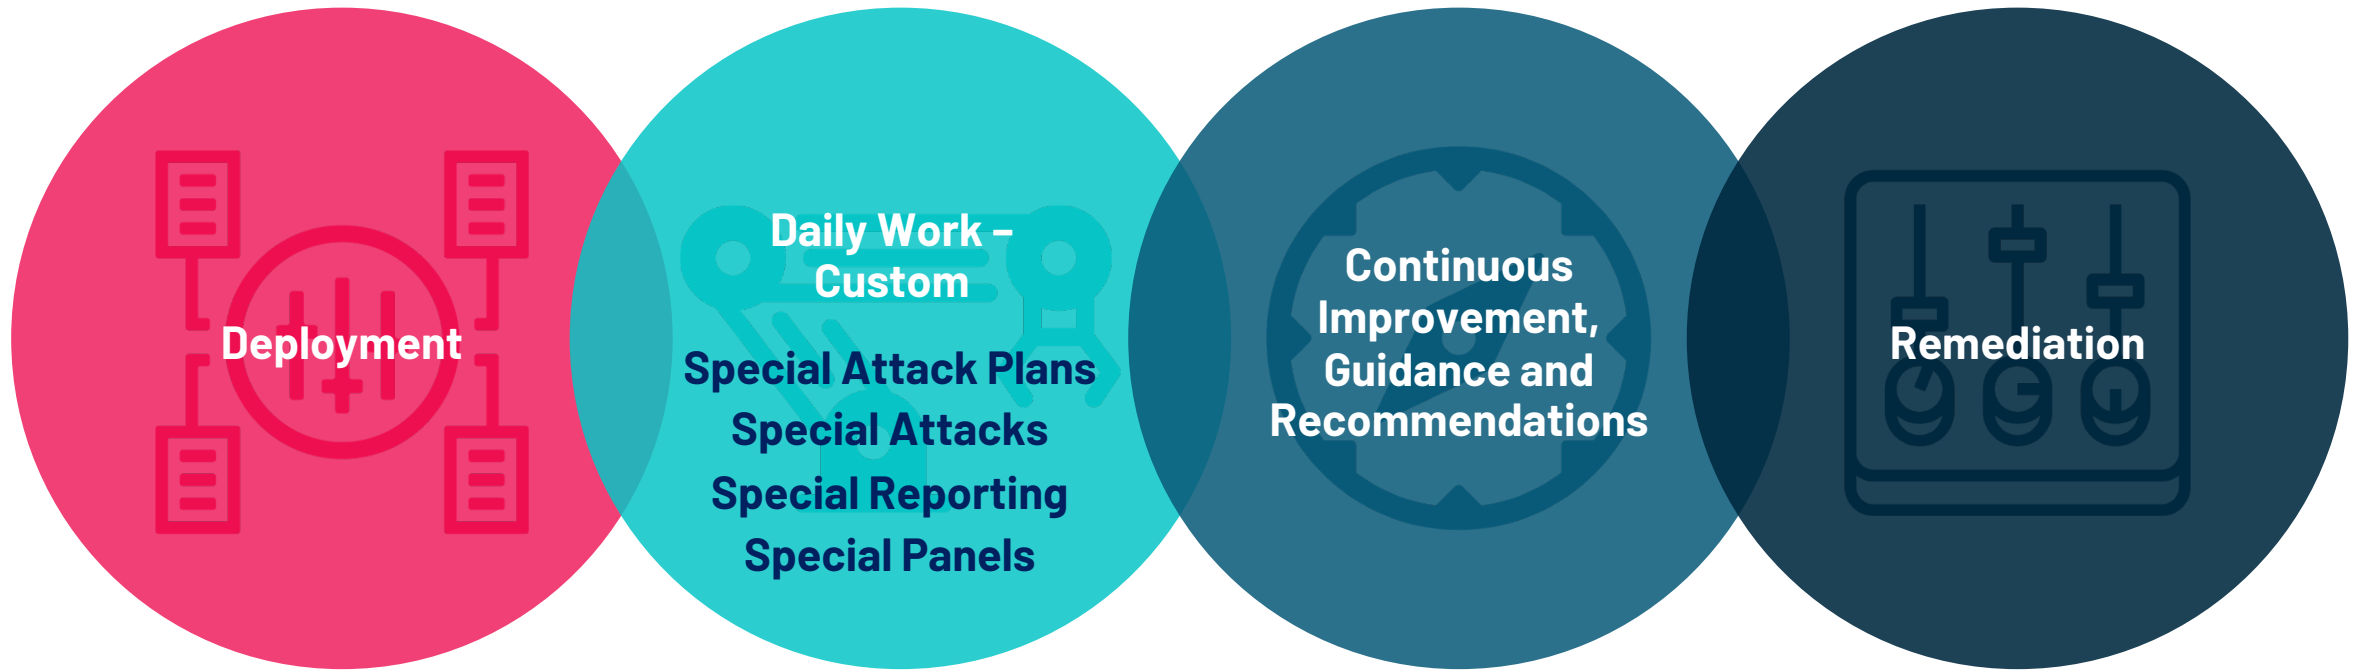 Deployment
Daily Work –
Custom
Special Attack Plans
Special Attacks
Special Reporting
Special Panels
Continuous
Improvement,
Guidance and
Recommendations
Remediation